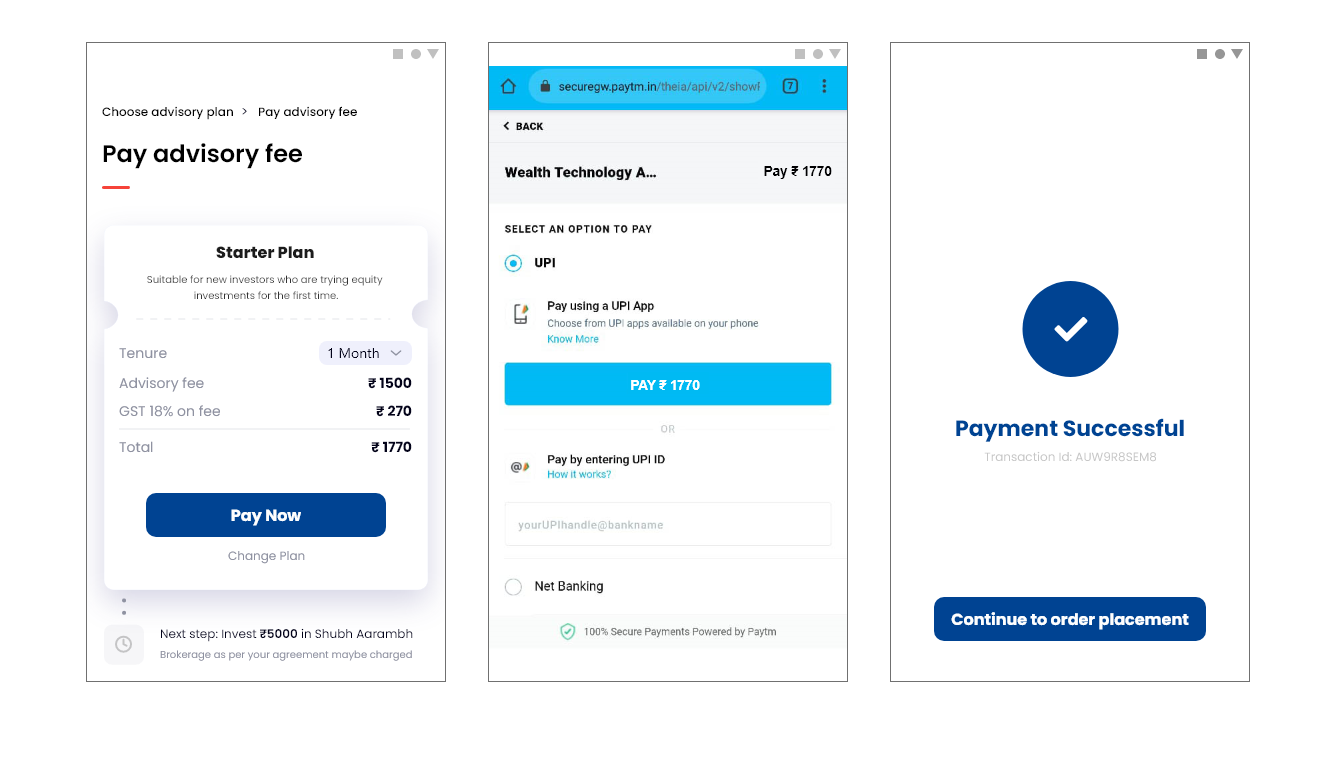 Choose advisory plan > Pay advisory fee
Pay advisory fee
Starter Plan
Suitable for new investors who are trying equity
investments for the first time.
Tenure 1 Month
Advisory fee ₹ 1500
GST 18% on fee ₹ 270
Total ₹ 1770
Pay Now
Change Plan
Next step: Invest ₹5000 in Shubh Aarambh
Brokerage as per your agreement maybe charged
securegw.paytm.in/theia/api/v2/show
7
BACK
Wealth Technology A... Pay ₹ 1770
SELECT AN OPTION TO PAY
UPI
Pay using a UPI App
Choose from UPI apps available on your phone
Know More
PAY ₹ 1770
OR
@
Pay by entering UPI ID
How it works?
yourUPIhandle@bankname
Net Banking
100% Secure Payments Powered by Paytm
Payment Successful
Transaction Id: AUW9R8SEM8
Continue to order placement